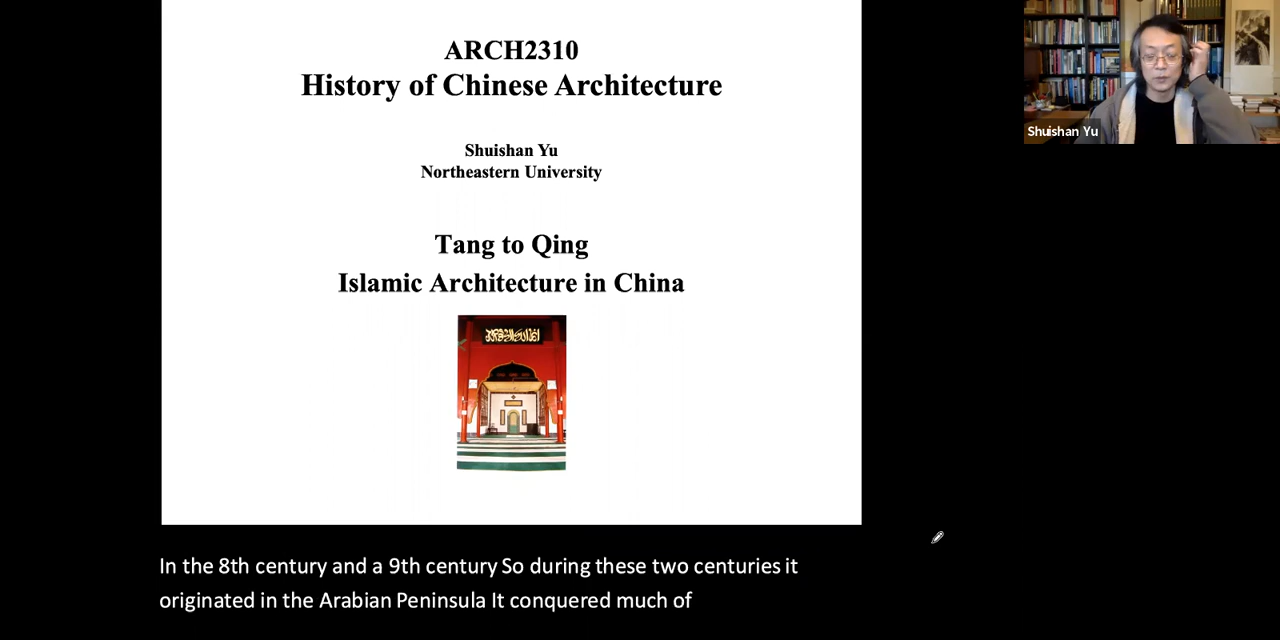 ARCH2310
History of Chinese Architecture
Shuishan Yu
Northeastern University
Tang to Qing
Islamic Architecture in China
Shuishan Yu
In the 8th century and a 9th century So during these two centuries it
originated in the Arabian Peninsula It conquered much of